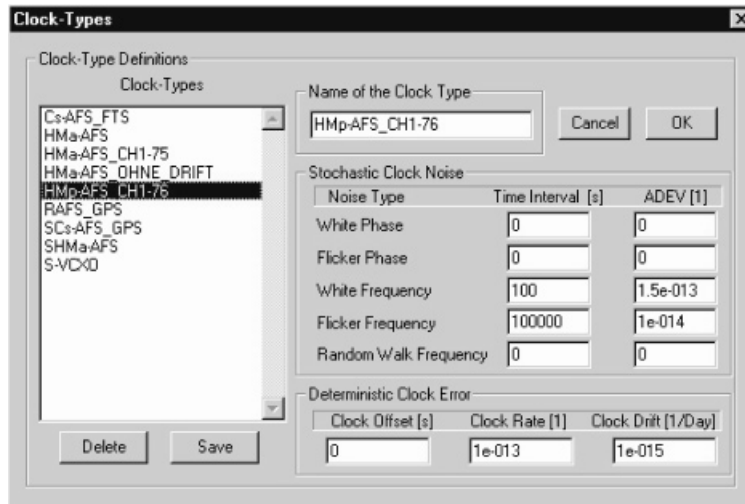 Clock-Types
Clock-Type Definitions
Clock-Types
Cs-AFS_FTS
HMa-AFS
HMa-AFS_CH1-75
HMa-AFS_OHNE_DRIFT
HMp-AFS_CH1-76
RAFS_GPS
SCs-AFS_GPS
SHMa-AFS
S-VCXO
Delete Save
Name of the Clock Type
HMp-AFS_CH1-76
Cancel OK
Stochastic Clock Noise
Noise Type Time Interval [s] ADEV [1]
White Phase 0 0
Flicker Phase 0 0
White Frequency 100 1.5e-013
Flicker Frequency 100000 1e-014
Random Walk Frequency 0 0
Deterministic Clock Error
Clock Offset [s] Clock Rate [1] Clock Drift [1/Day]
0 1e-013 1e-015